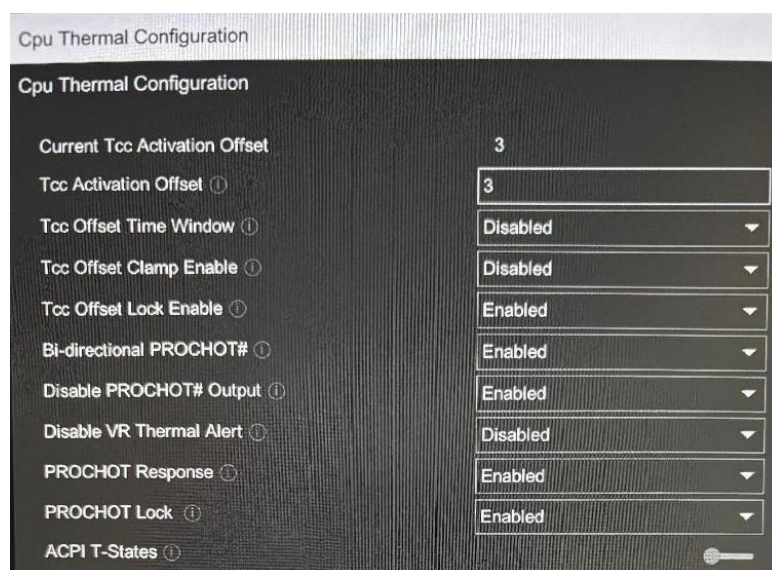 Cpu Thermal Configuration
Cpu Thermal Configuration
Current Tcc Activation Offset 3
Tcc Activation Offset 3
Tcc Offset Time Window Disabled
Tcc Offset Clamp Enable Disabled
Tcc Offset Lock Enable Enabled
Bi-directional PROCHOT# Enabled
Disable PROCHOT# Output Enabled
Disable VR Thermal Alert Disabled
PROCHOT Response Enabled
PROCHOT Lock Enabled
ACPI T-States